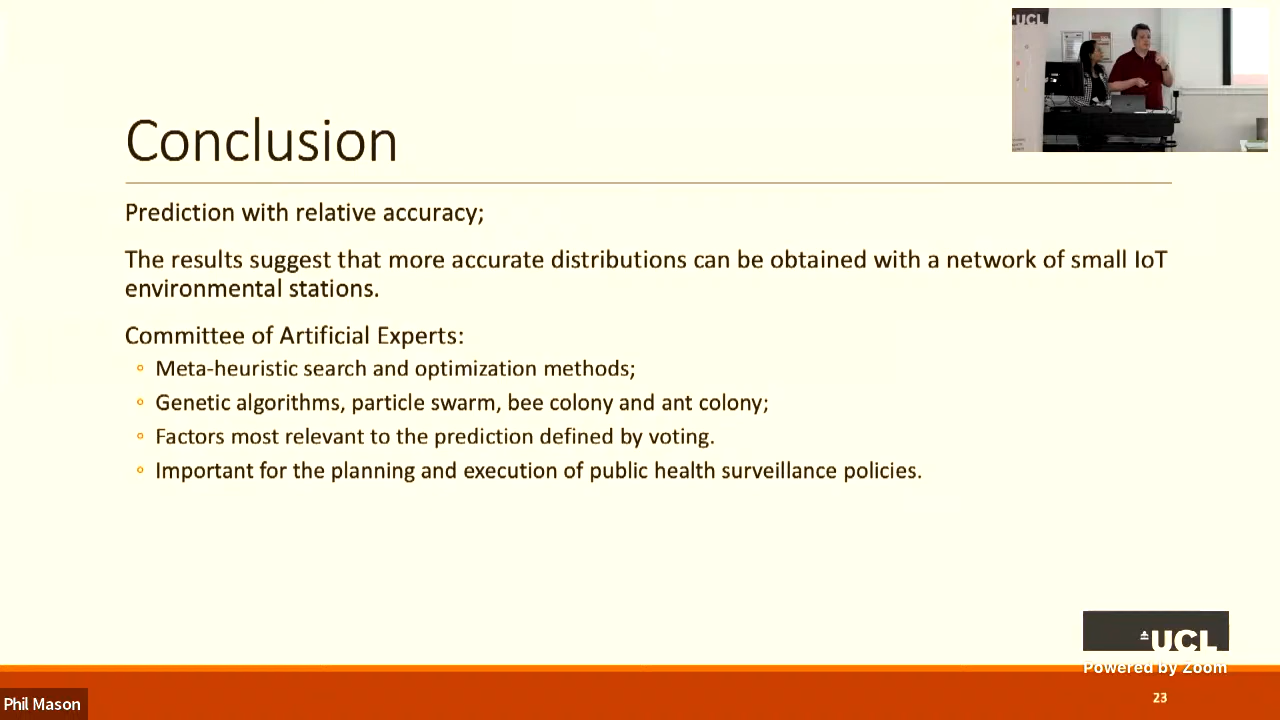 UCL
Conclusion
Prediction with relative accuracy;
The results suggest that more accurate distributions can be obtained with a network of small IoT
environmental stations.
Committee of Artificial Experts:
Meta-heuristic search and optimization methods;
Genetic algorithms, particle swarm, bee colony and ant colony;
Factors most relevant to the prediction defined by voting.
Important for the planning and execution of public health surveillance policies.
UCL
Powered by Zoom
Phil Mason
23